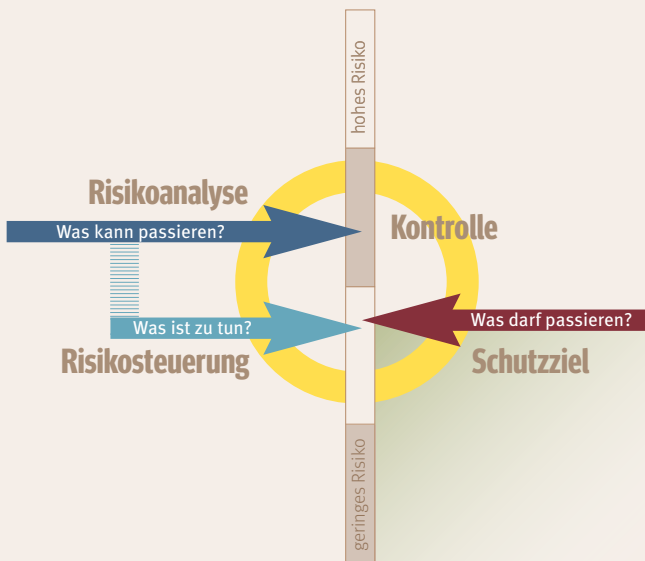 hohes Risiko
Risikoanalyse
Was kann passieren?
Kontrolle
Was ist zu tun?
Was darf passieren?
Risikosteuerung
Schutzziel
geringes Risiko